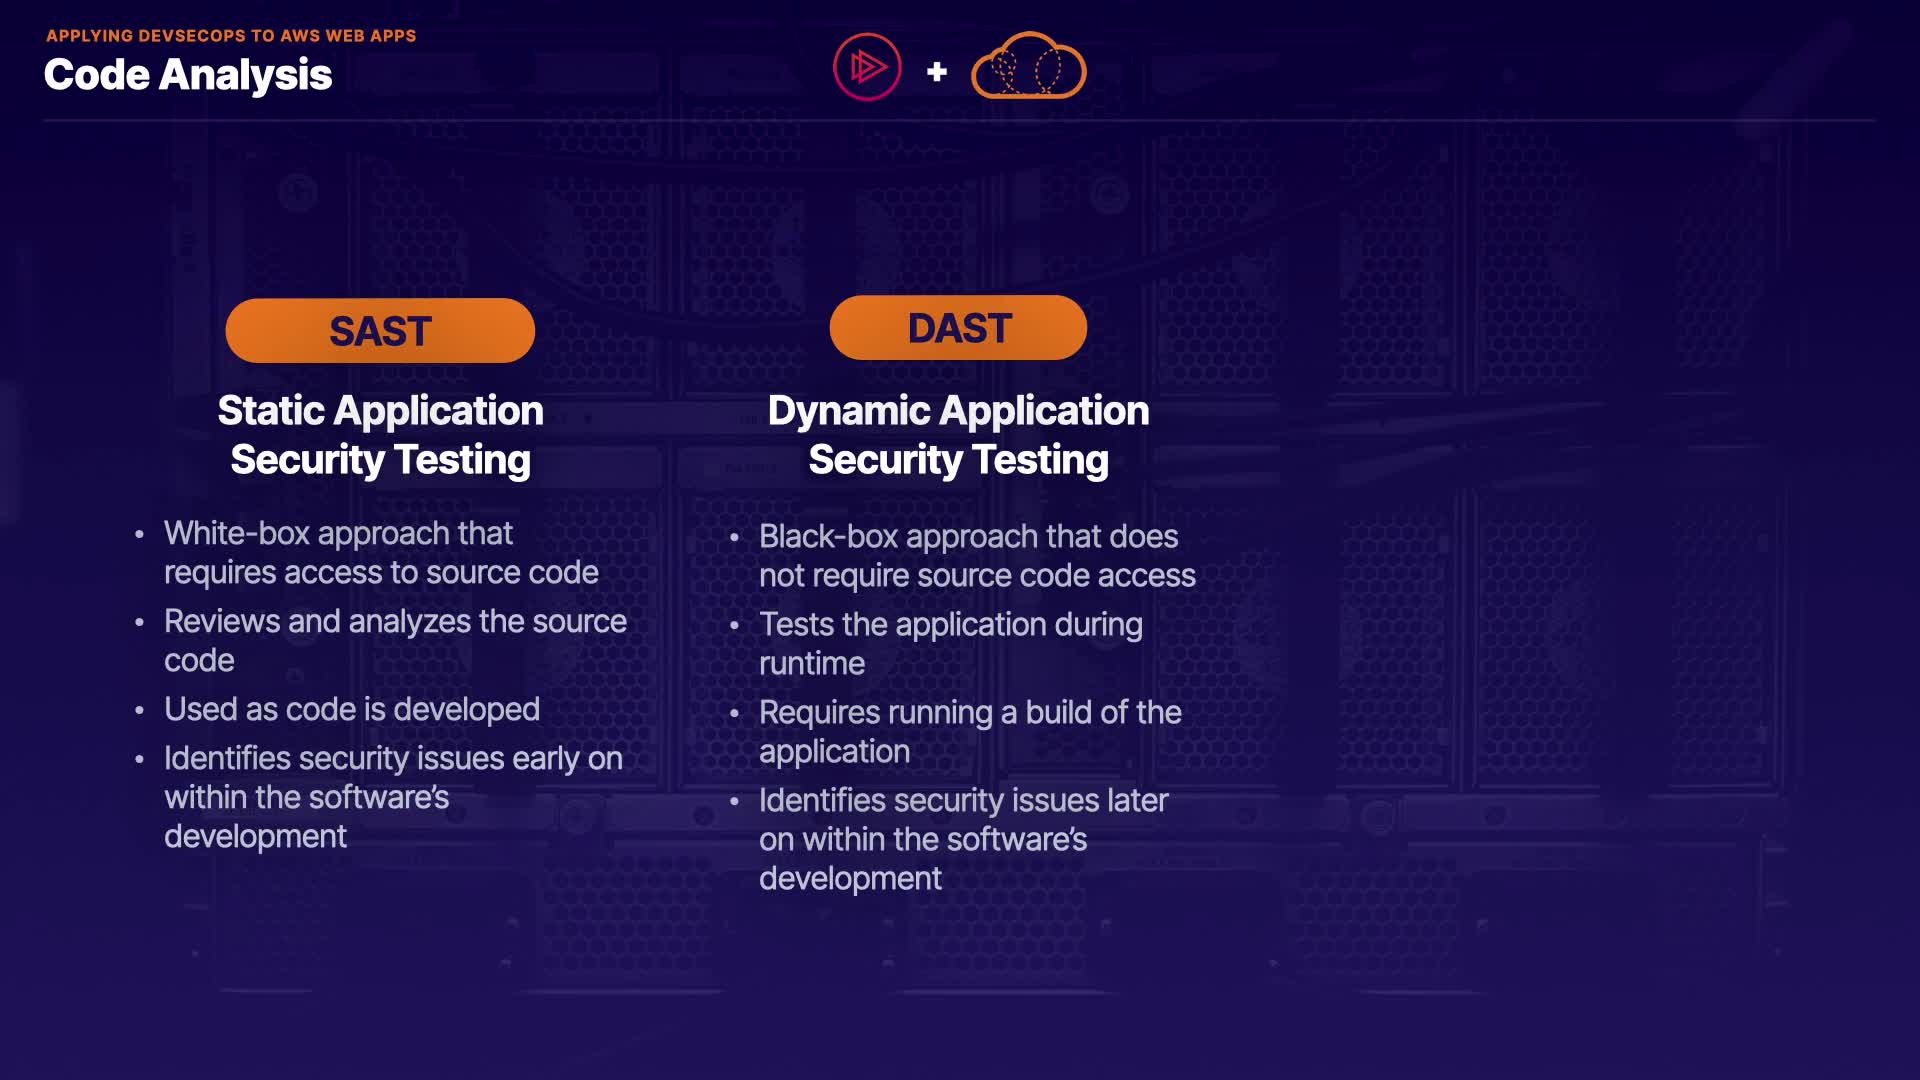 APPLYING DEVSECOPS TO AWS WEB APPS
Code Analysis
+
SAST
Static Application
Security Testing
• White-box approach that
requires access to source code
• Reviews and analyzes the source
code
• Used as code is developed
• Identifies security issues early on
within the software’s
development
DAST
Dynamic Application
Security Testing
• Black-box approach that does
not require source code access
• Tests the application during
runtime
• Requires running a build of the
application
• Identifies security issues later
on within the software’s
development